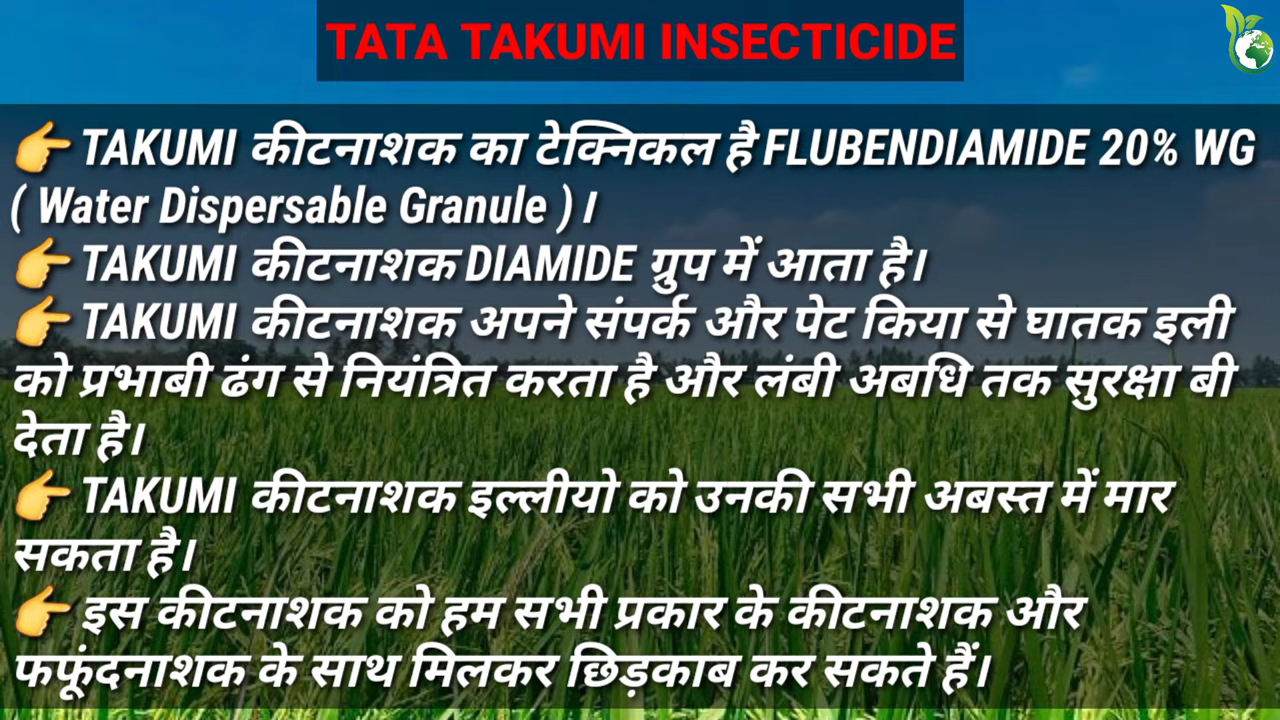 TATA TAKUMI INSECTICIDE
👉 TAKUMI कीटनाशक का टेक्निकल है FLUBENDIAMIDE 20% WG
( Water Dispersable Granule ) ।
👉 TAKUMI कीटनाशक DIAMIDE ग्रुप में आता है।
👉 TAKUMI कीटनाशक अपने संपर्क और पेट किया से घातक इली
को प्रभाबी ढंग से नियंत्रित करता है और लंबी अबधि तक सुरक्षा बी
देता है।
👉 TAKUMI कीटनाशक इल्लीयो को उनकी सभी अबस्त में मार
सकता है।
👉 इस कीटनाशक को हम सभी प्रकार के कीटनाशक और
फफूंदनाशक के साथ मिलकर छिड़काब कर सकते हैं।